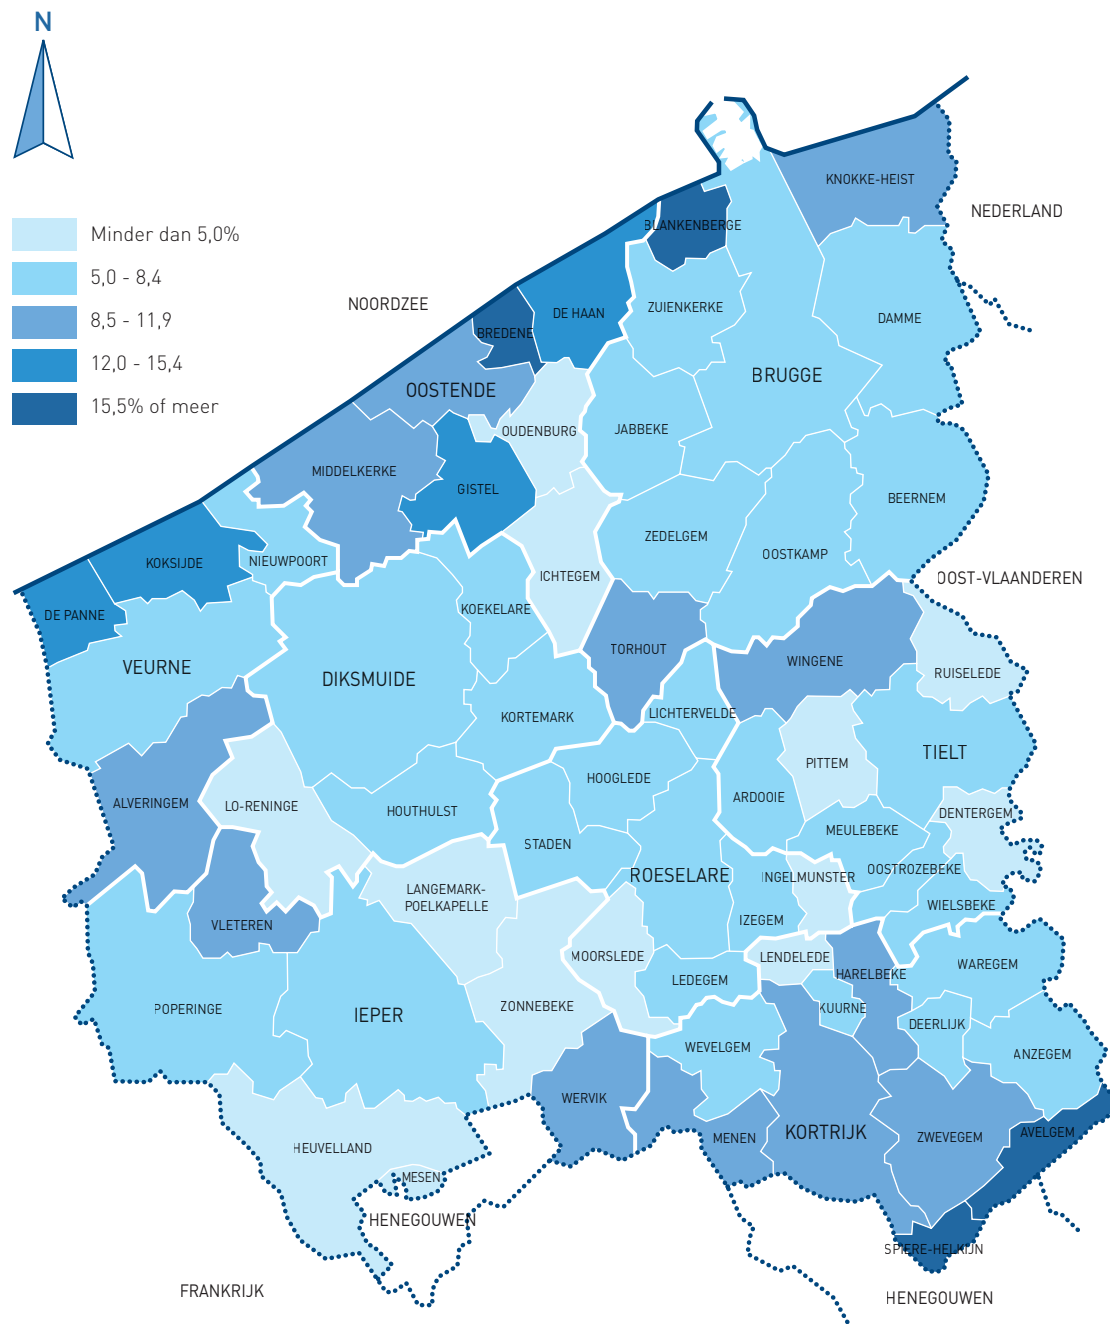 N
KNOKKE-HEIST
NEDERLAND
BLANKENBERGE
Minder dan 5,0%
5,0 - 8,4
8,5 - 11,9
12,0 - 15,4
15,5% of meer
NOORDZEE
ZUIENKERKE
DE HAAN
DAMME
BREDENE
BRUGGE
OOSTENDE
OUDENBURG
JABBEKE
MIDDELKERKE
GISTEL
BEERNEM
ZEDELGEM
OOSTKAMP
KOKSIJDE
NIEUWPOORT
ICHTEGEM
OOST-VLAANDEREN
DE PANNE
KOEKELARE
TORHOUT
WINGENE
VEURNE
DIKSMUIDE
RUISELEDE
KORTEMARK
LICHTERVELDE
TIELT
PITTEM
HOOGLEDE
ARDOOIE
ALVERINGEM
LO-RENINGE
HOUTHULST
DENTERGEM
MEULEBEKE
STADEN
OOSTROZEBEKE
ROESELARE
INGELMUNSTER
LANGEMARK-
POELKAPELLE
WIELSBEKE
VLETEREN
IZEGEM
MOORSLEDE
LENDELEDE
WAREGEM
HARELBEKE
LEDEGEM
POPERINGE
IEPER
ZONNEBEKE
KUURNE
DEERLIJK
WEVELGEM
ANZEGEM
WERVIK
MENEN
KORTRIJK
ZWEVEGEM
AVELGEM
HEUVELLAND
MESEN
HENEGOUWEN
SPIERE-HELKIJN
FRANKRIJK
HENEGOUWEN